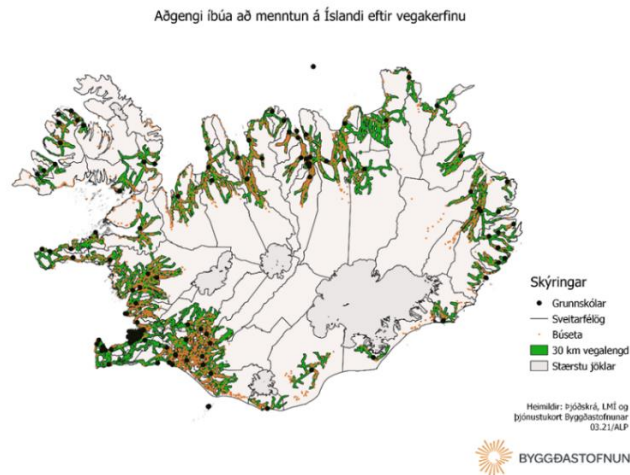 Aðgengi íbúa að menntun á Íslandi eftir vegakerfinu
Skýringar
Grunnskólar
Sveitarfélög
Búseta
30 km vegalengd
Stærstu jöklar
Heimildir: Þjóðskrá, LMÍ og
þjónustukort Byggðastofnunar
03.21/ALP
BYGGÐASTOFNUN